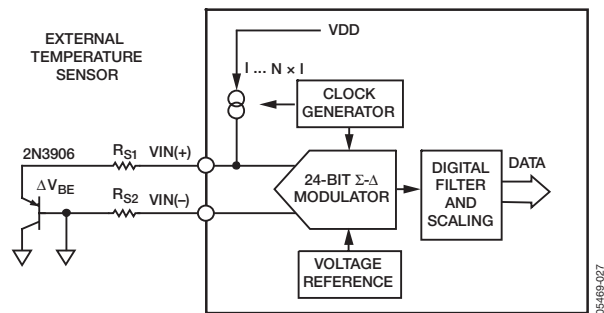 EXTERNAL
TEMPERATURE
SENSOR
VDD
I ... N × I
CLOCK
GENERATOR
2N3906
RS1
VIN(+)
ΔVBE
RS2
VIN(–)
24-BIT Σ-Δ
MODULATOR
DIGITAL
FILTER
AND
SCALING
DATA
VOLTAGE
REFERENCE
05469-027